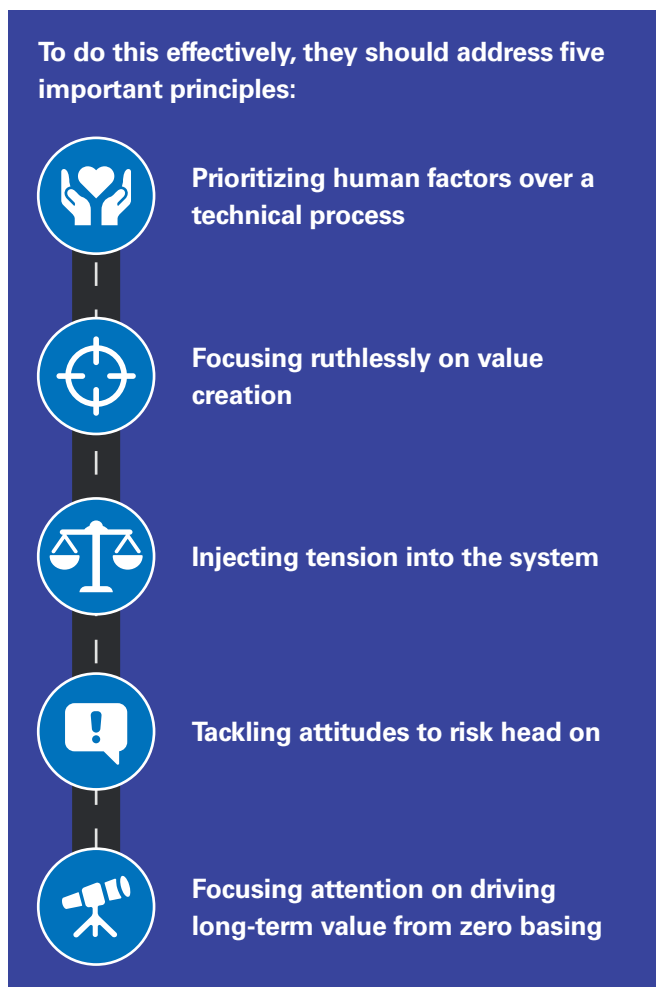 To do this effectively, they should address five
important principles:
Prioritizing human factors over a
technical process
Focusing ruthlessly on value
creation
Injecting tension into the system
Tackling attitudes to risk head on
Focusing attention on driving
long-term value from zero basing